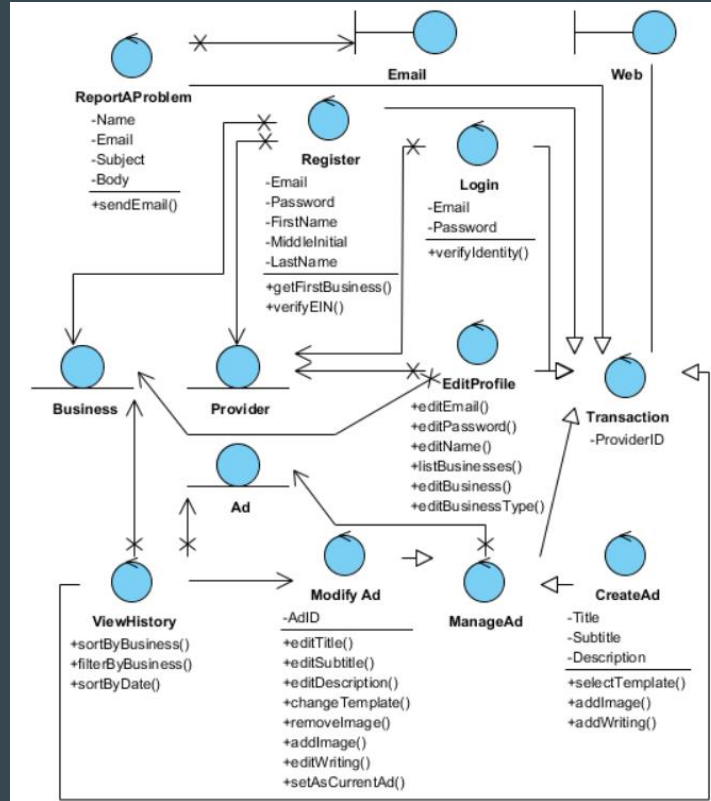 Email
Web
ReportAProblem
-Name
-Email
-Subject
-Body
+sendEmail()
Register
-Email
-Password
-FirstName
-MiddleInitial
-LastName
+getFirstBusiness()
+verifyEIN()
Login
-Email
-Password
+verifyIdentity()
Business
Provider
EditProfile
+editEmail()
+editPassword()
+editName()
+listBusinesses()
+editBusiness()
+editBusinessType()
Transaction
-ProviderID
Ad
ViewHistory
+sortByBusiness()
+filterByBusiness()
+sortByDate()
Modify Ad
-AdID
+editTitle()
+editSubtitle()
+editDescription()
+changeTemplate()
+removeImage()
+addImage()
+editWriting()
+setAsCurrentAd()
ManageAd
CreateAd
-Title
-Subtitle
-Description
+selectTemplate()
+addImage()
+addWriting()